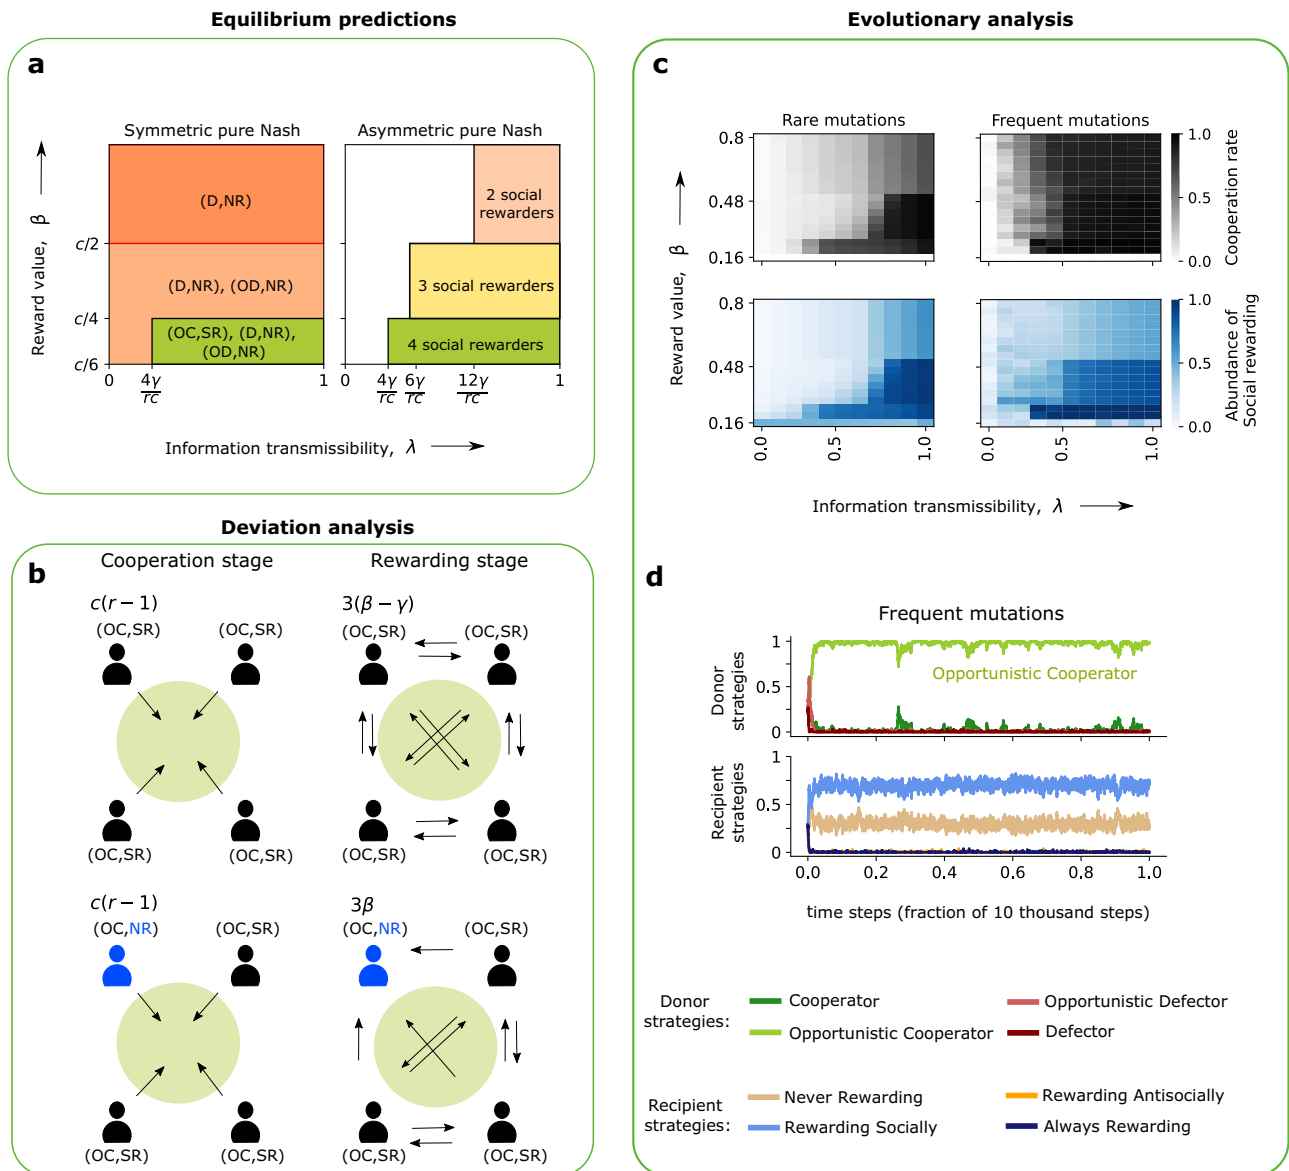 Equilibrium predictions
a
Symmetric pure Nash
Asymmetric pure Nash
Reward value, β
c/2
c/4
c/6
(D,NR)
(D,NR), (OD,NR)
(OC,SR), (D,NR),
(OD,NR)
2 social
rewarders
3 social rewarders
4 social rewarders
0
4γ/rc
1
0
4γ/rc
6γ/rc
12γ/rc
1
Information transmissibility, λ
Deviation analysis
b
Cooperation stage
Rewarding stage
c(r − 1)
3(β − γ)
(OC,SR)
(OC,SR)
(OC,SR)
(OC,SR)
(OC,SR)
(OC,SR)
(OC,SR)
(OC,SR)
c(r − 1)
3β
(OC,NR)
(OC,SR)
(OC,NR)
(OC,SR)
(OC,SR)
(OC,SR)
(OC,SR)
(OC,SR)
Evolutionary analysis
c
Rare mutations
Frequent mutations
Reward value, β
0.8
0.48
0.16
1.0
0.5
0.0
Cooperation rate
0.8
0.48
0.16
1.0
0.5
0.0
Abundance of
Social rewarding
0.0
0.5
1.0
0.0
0.5
1.0
Information transmissibility, λ
d
Frequent mutations
Donor
strategies
1
0.5
0
Opportunistic Cooperator
Recipient
strategies
1
0.5
0
0.0
0.2
0.4
0.6
0.8
1.0
time steps (fraction of 10 thousand steps)
Donor
strategies:
Cooperator
Opportunistic Defector
Opportunistic Cooperator
Defector
Recipient
strategies:
Never Rewarding
Rewarding Antisocially
Rewarding Socially
Always Rewarding